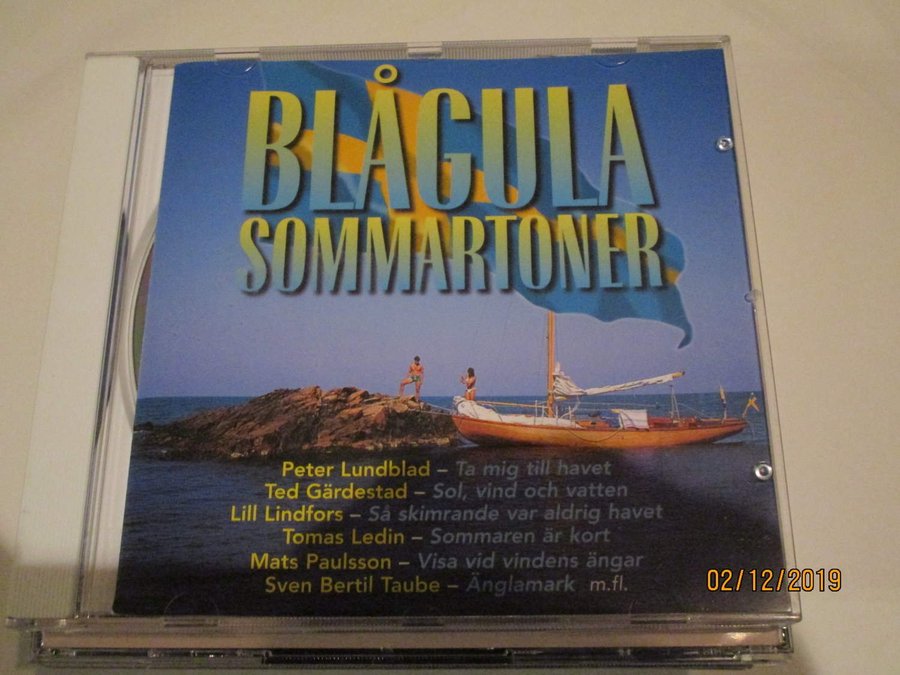 BLÅGULA
SOMMARTONER
Peter Lundblad – Ta mig till havet
Ted Gärdestad – Sol, vind och vatten
Lill Lindfors – Så skimrande var aldrig havet
Tomas Ledin – Sommaren är kort
Mats Paulsson – Visa vid vindens ängar
Sven Bertil Taube – Änglamark m.fl.
02/12/2019